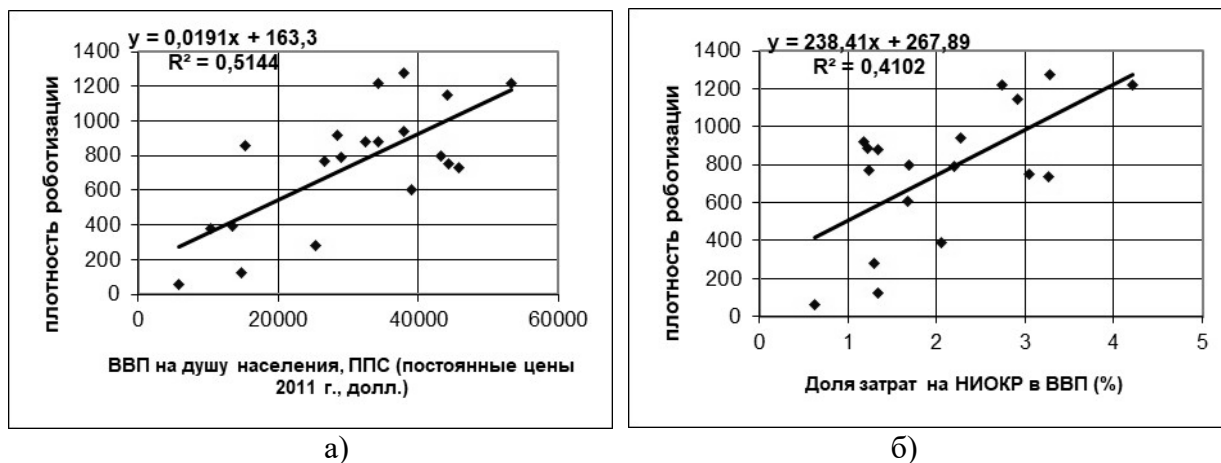 y = 0,0191x + 163,3
R² = 0,5144
1400
1200
1000
800
600
400
200
0
0 20000 40000 60000
плотность роботизации
ВВП на душу населения, ППС (постоянные цены
2011 г., долл.)
а)
y = 238,41x + 267,89
R² = 0,4102
1400
1200
1000
800
600
400
200
0
0 1 2 3 4 5
плотность роботизации
Доля затрат на НИОКР в ВВП (%)
б)